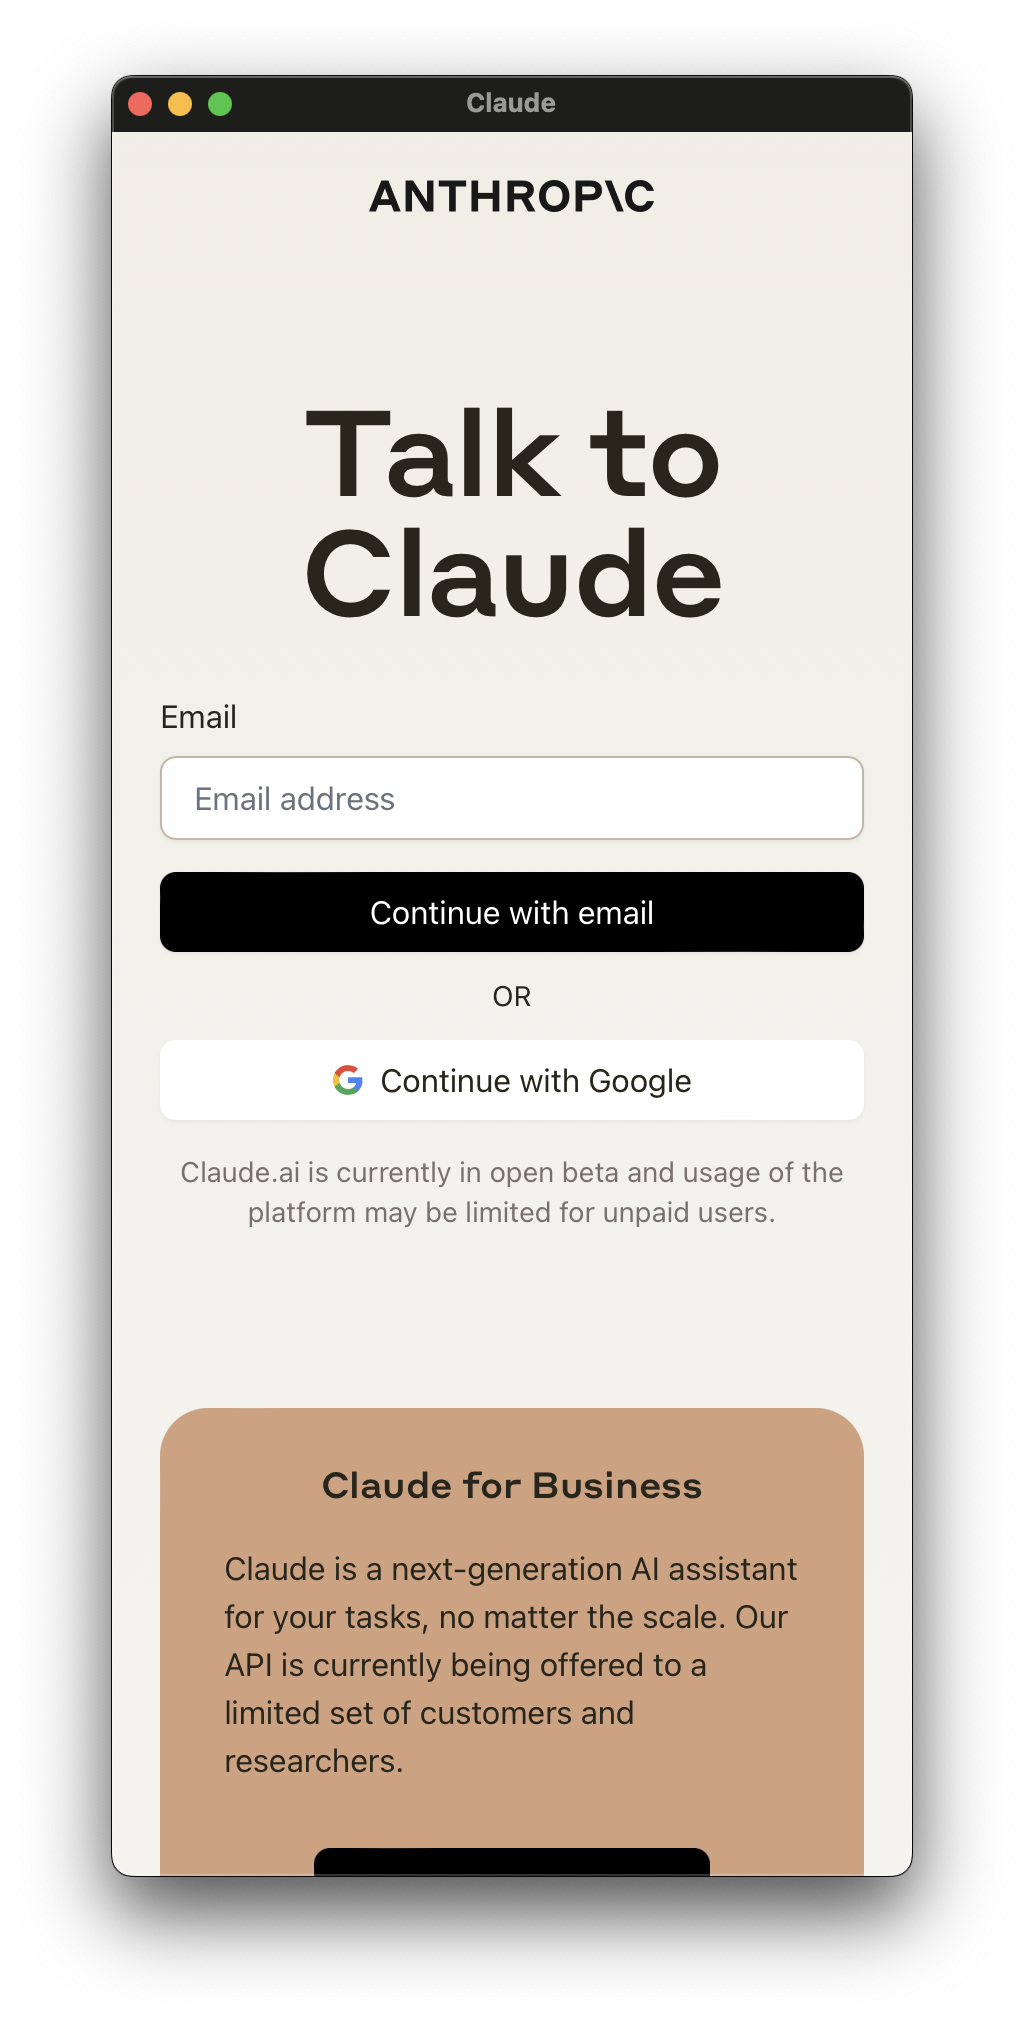 Claude
ANTHROP\C
Talk to
Claude
Email
Email address
Continue with email
OR
Continue with Google
Claude.ai is currently in open beta and usage of the
platform may be limited for unpaid users.
Claude for Business
Claude is a next-generation AI assistant
for your tasks, no matter the scale. Our
API is currently being offered to a
limited set of customers and
researchers.